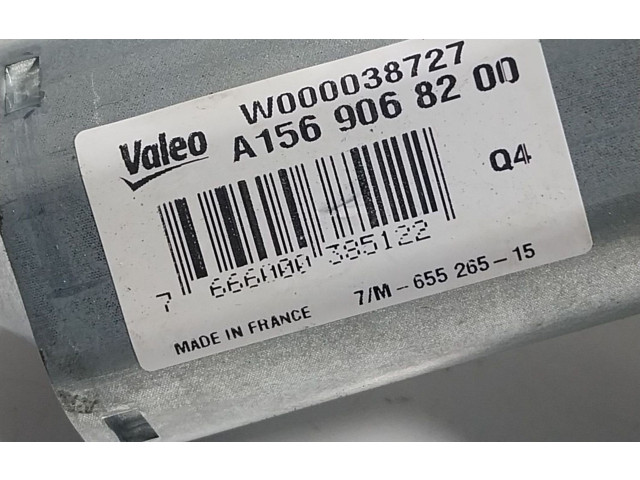 W000038727
Valeo A156 906 82 00
Q4
7 666000 385122
7/M - 655 265 - 15
MADE IN FRANCE